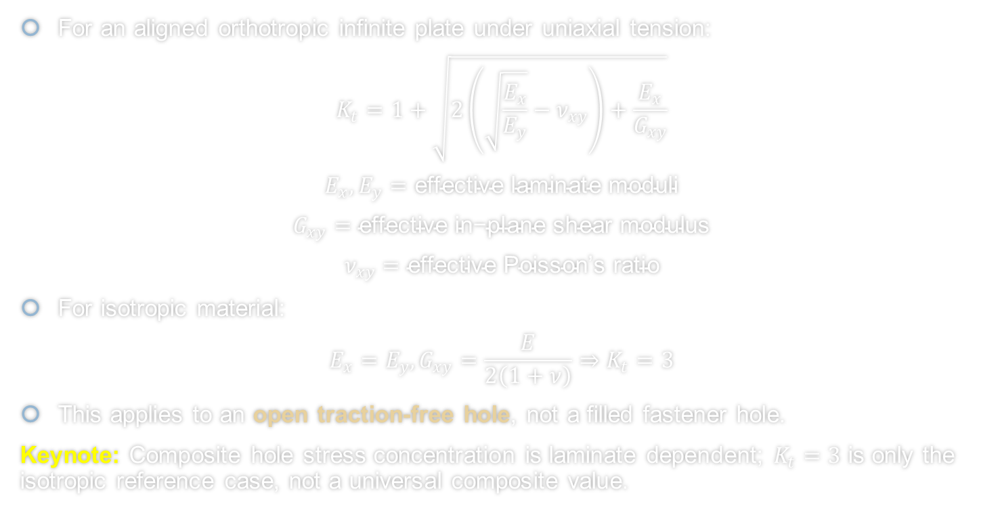 For an aligned orthotropic infinite plate under uniaxial tension:
K_t = 1 + √(2(√(E_x/E_y) − ν_xy) + E_x/G_xy)
E_x, E_y = effective laminate moduli
G_xy = effective in−plane shear modulus
ν_xy = effective Poisson's ratio
For isotropic material:
E_x = E_y, G_xy = E/(2(1 + ν)) ⇒ K_t = 3
This applies to an open traction-free hole, not a filled fastener hole.
Keynote: Composite hole stress concentration is laminate dependent; K_t = 3 is only the
isotropic reference case, not a universal composite value.